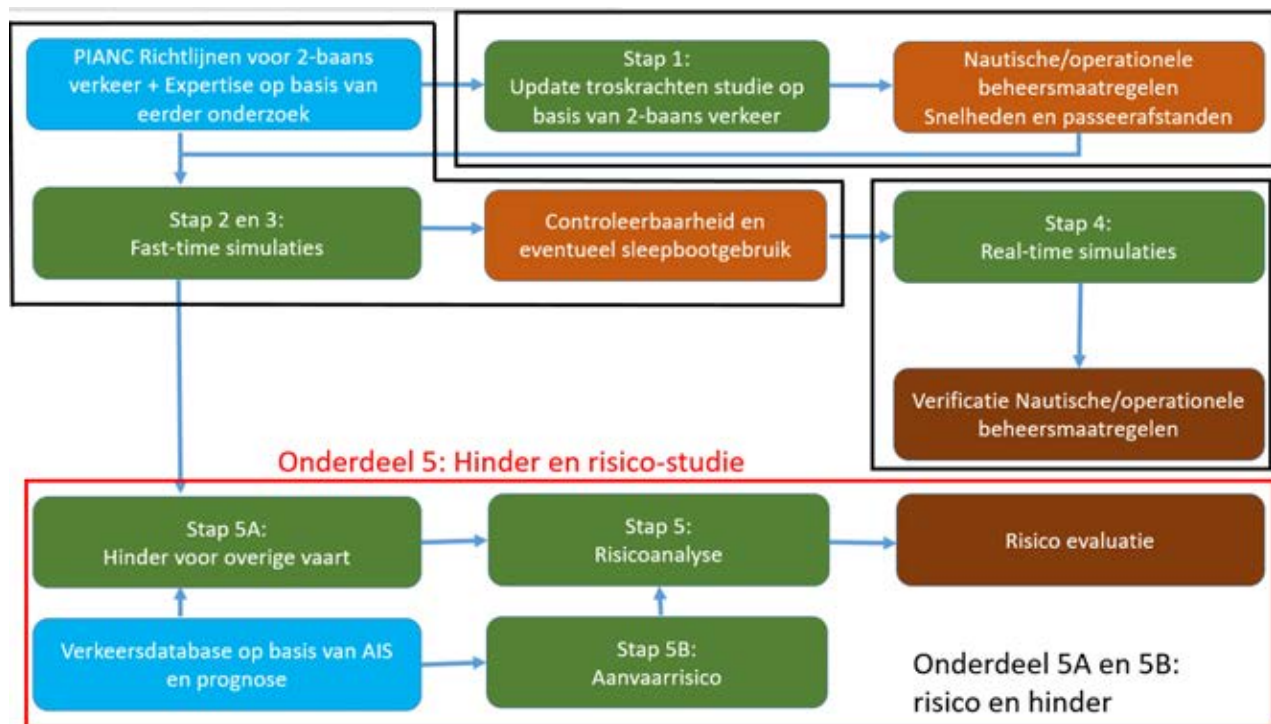 PIANC Richtlijnen voor 2-baans
verkeer + Expertise op basis van
eerder onderzoek
Stap 1:
Update troskrachten studie op
basis van 2-baans verkeer
Nautische/operationele
beheersmaatregelen
Snelheden en passeerafstanden
Stap 2 en 3:
Fast-time simulaties
Controleerbaarheid en
eventueel sleepbootgebruik
Stap 4:
Real-time simulaties
Verificatie Nautische/operationele
beheersmaatregelen
Onderdeel 5: Hinder en risico-studie
Stap 5A:
Hinder voor overige vaart
Stap 5:
Risicoanalyse
Risico evaluatie
Verkeersdatabase op basis van AIS
en prognose
Stap 5B:
Aanvaarrisico
Onderdeel 5A en 5B:
risico en hinder